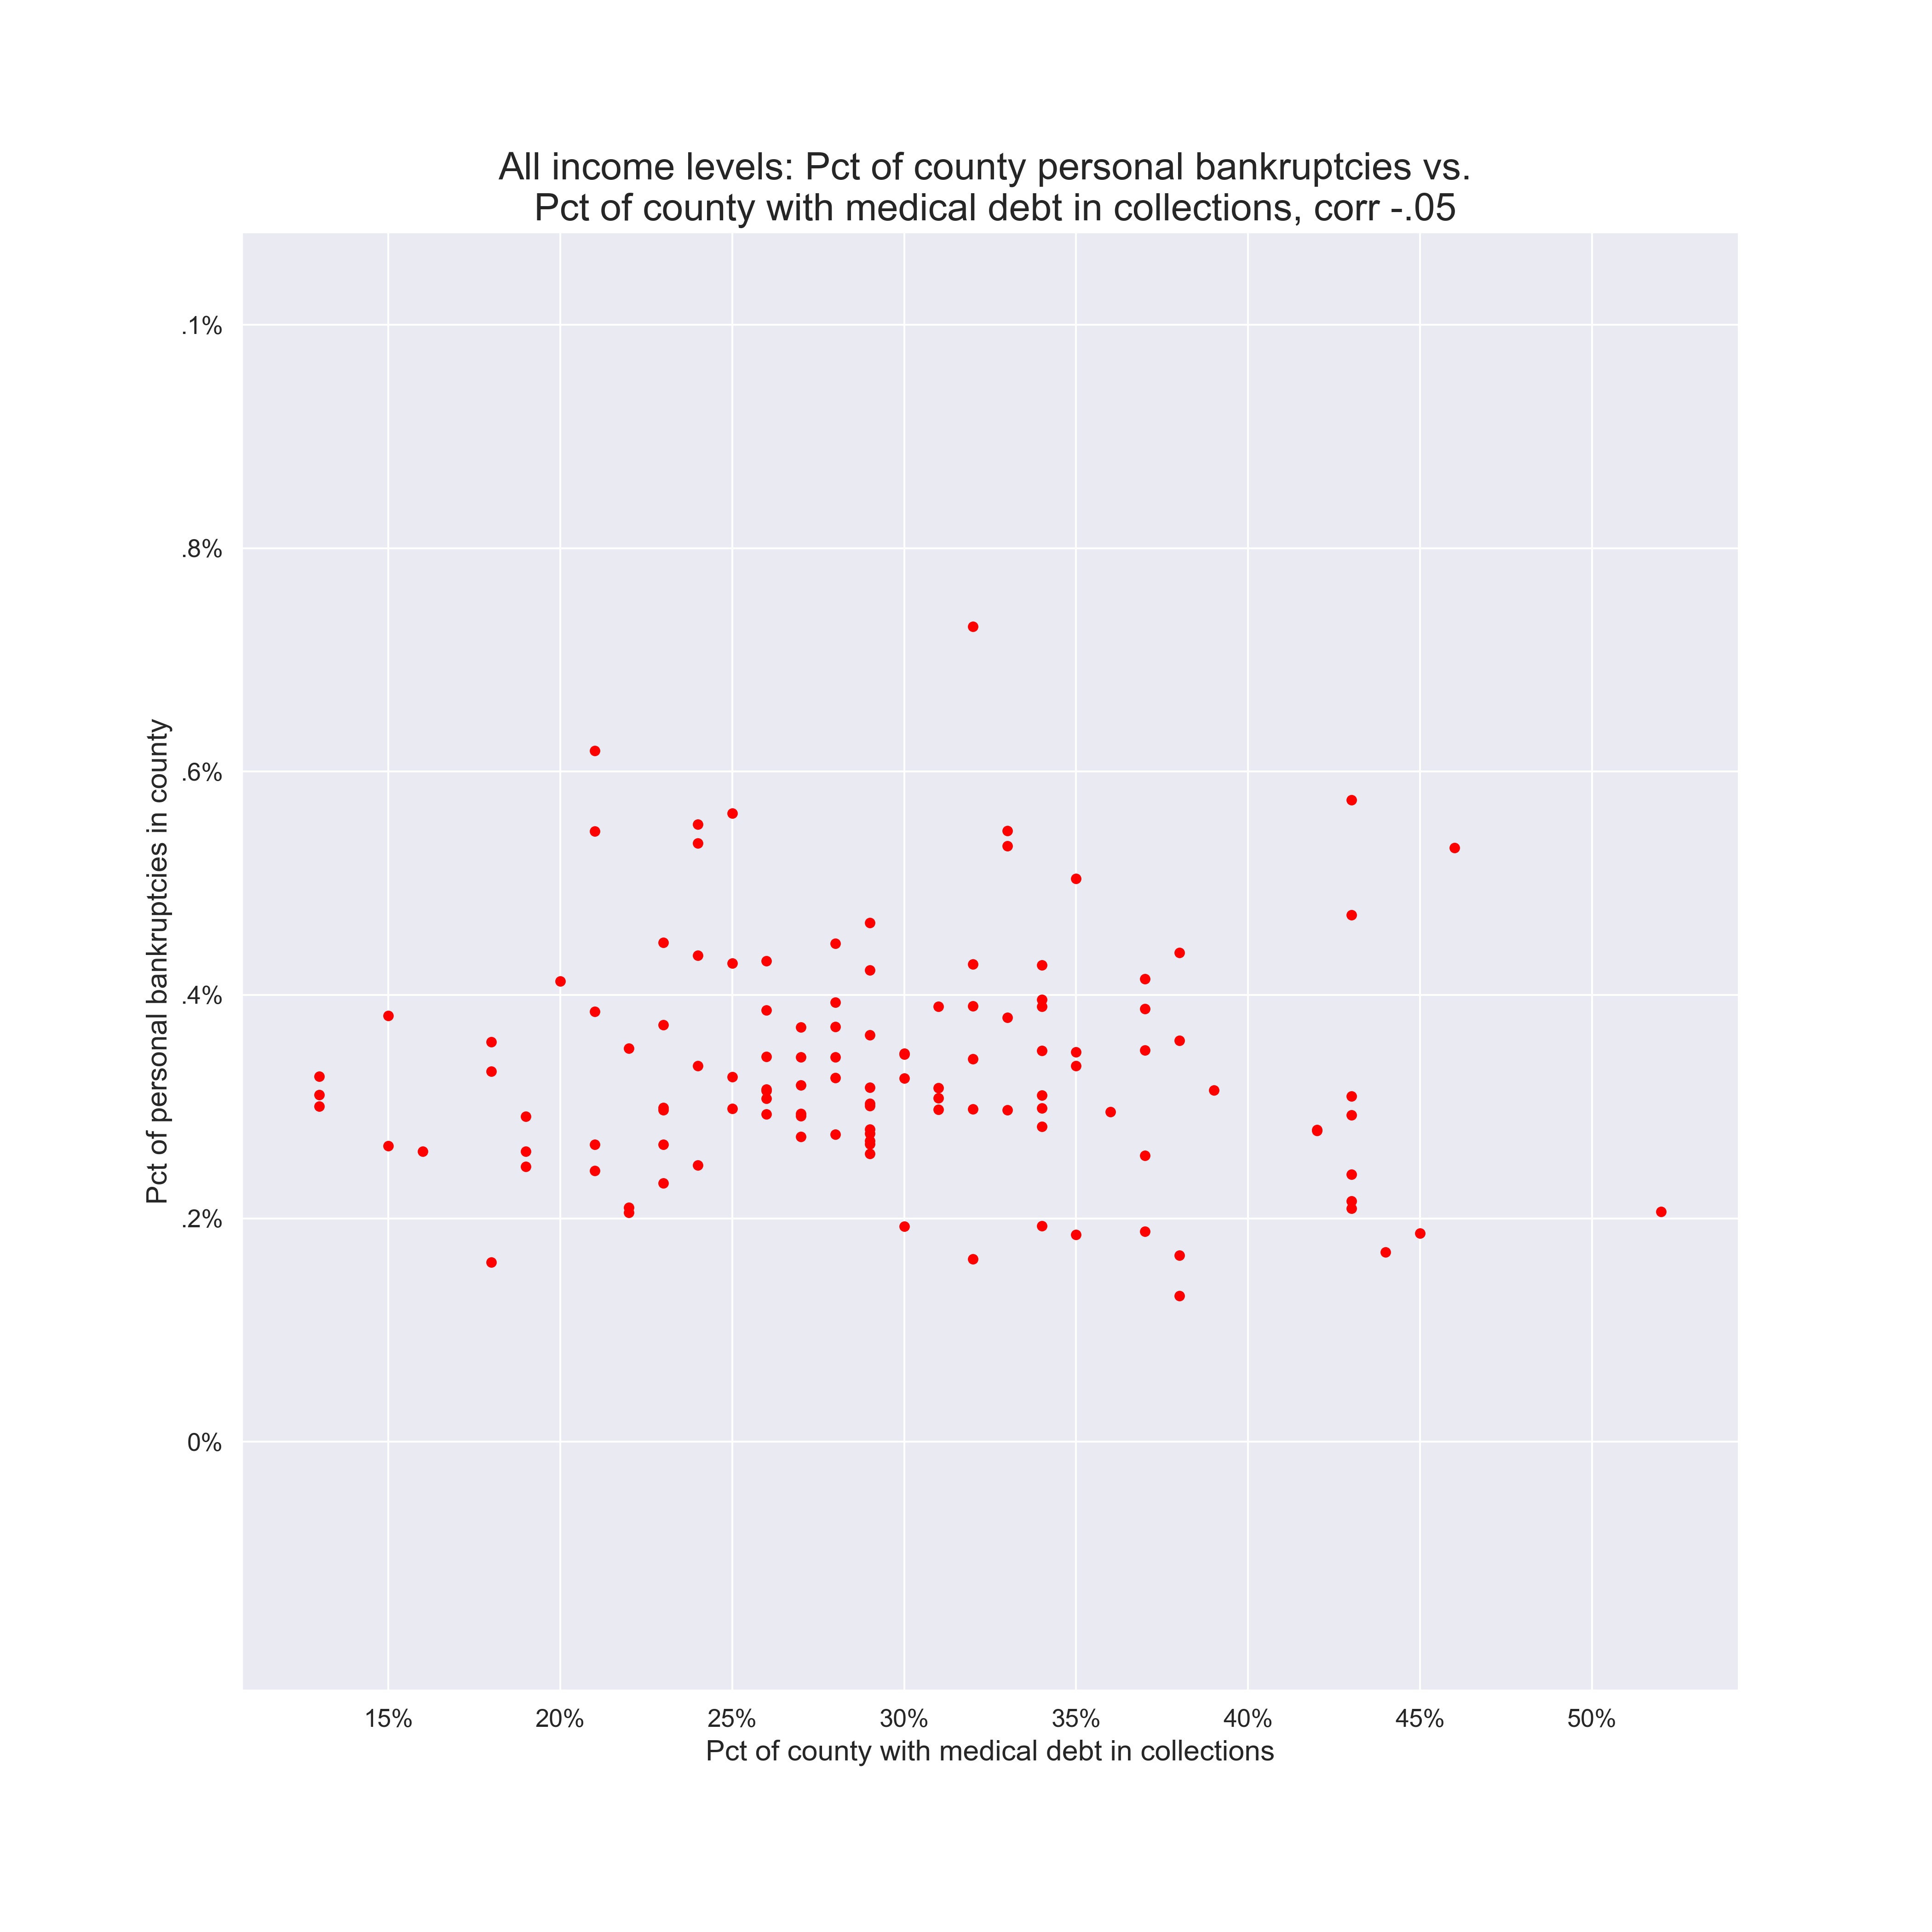 All income levels: Pct of county personal bankruptcies vs.
Pct of county with medical debt in collections, corr -.05
Pct of personal bankruptcies in county
.1%
.8%
.6%
.4%
.2%
0%
15% 20% 25% 30% 35% 40% 45% 50%
Pct of county with medical debt in collections